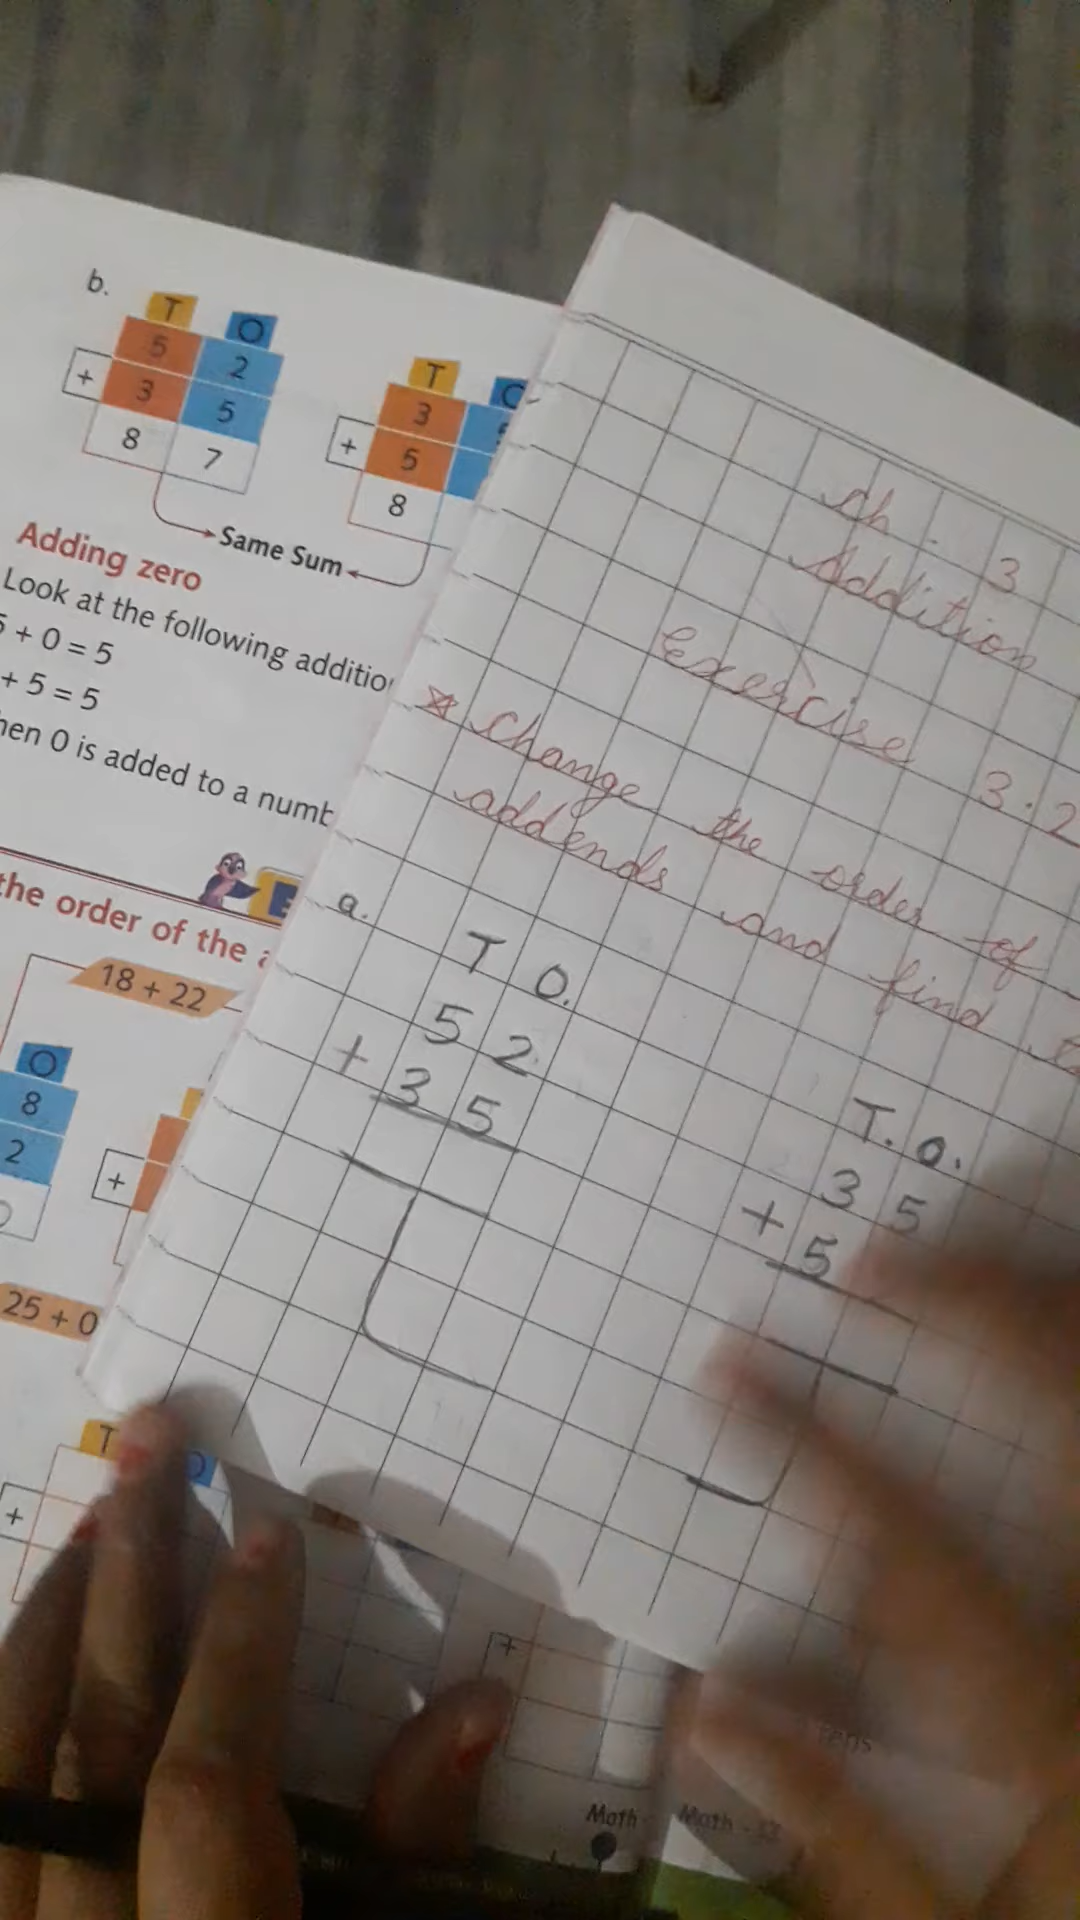 b.
T O
5 2
+ 3 5
8 7
T
3
+ 5
8
Same Sum
Adding zero
Look at the following
+ 0 = 5
+ 5 = 5
0 is added to a
the order of the
18 + 22
O
8
2
+
25 + 0
T
+
+
ch. 3
Addition
Exercise 3.2
change the order of
addends and find
a.
T O.
5 2
+ 3 5
T. O.
3 5
+ 5
Math
Math